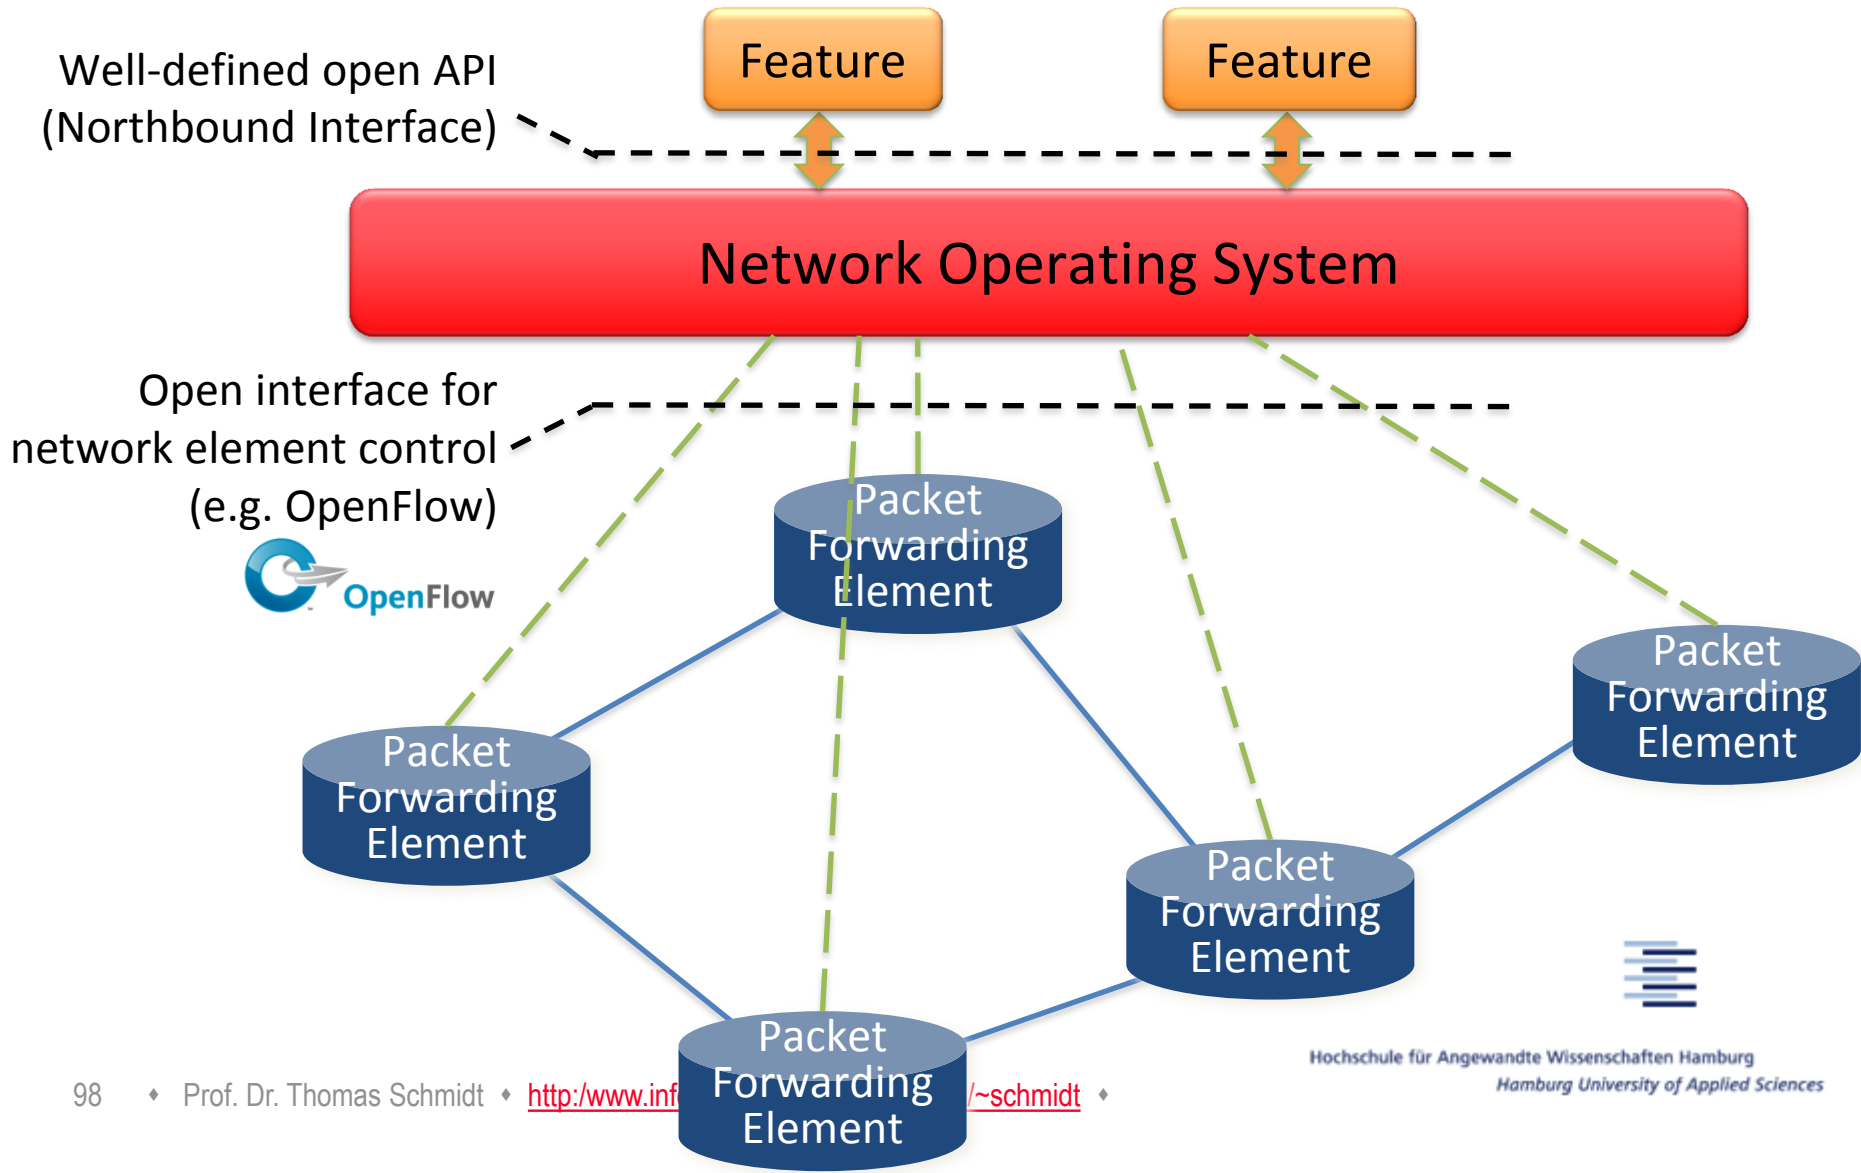 Feature
Feature
Well-defined open API
(Northbound Interface)
Network Operating System
Open interface for
network element control
(e.g. OpenFlow)
OpenFlow
Packet
Forwarding
Element
Packet
Forwarding
Element
Packet
Forwarding
Element
Packet
Forwarding
Element
Packet
Forwarding
Element
Hochschule für Angewandte Wissenschaften Hamburg
Hamburg University of Applied Sciences
98 • Prof. Dr. Thomas Schmidt • http:/www.inf /~schmidt •